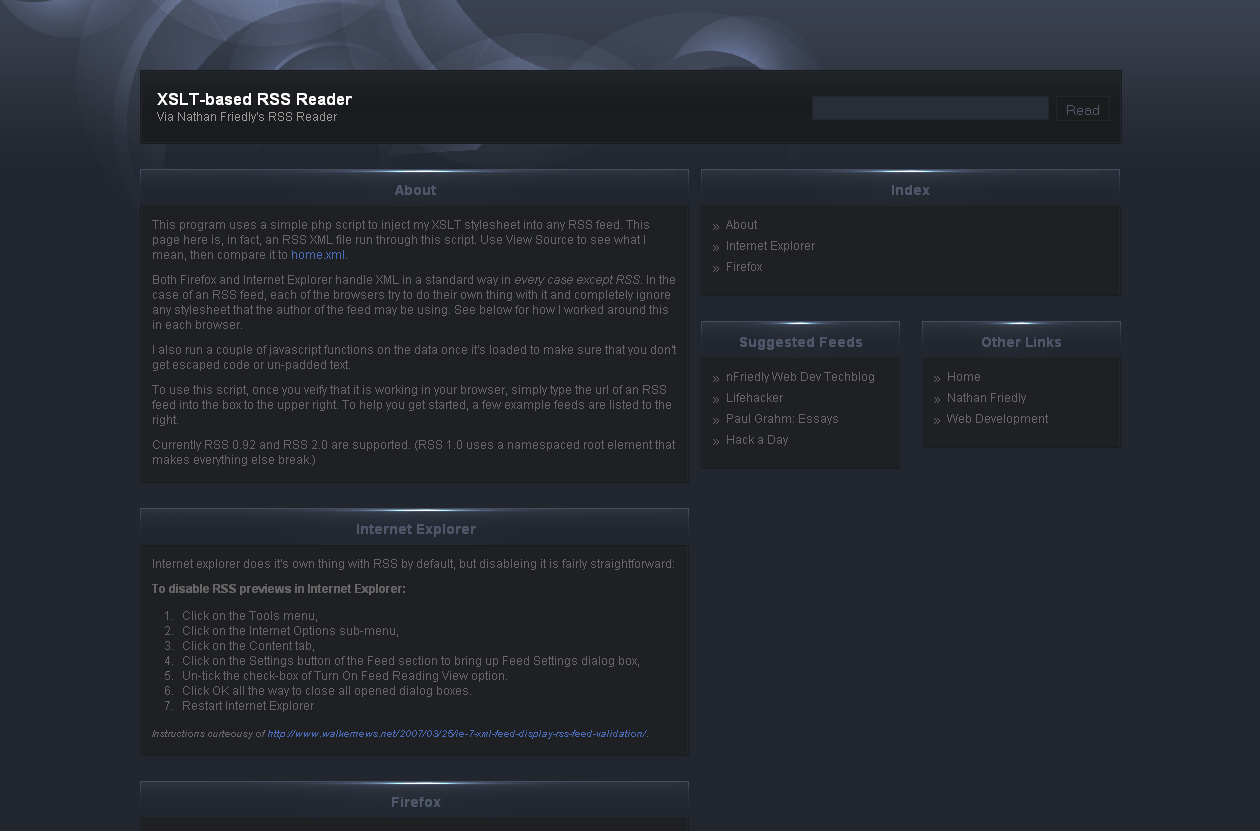 XSLT-based RSS Reader
Via Nathan Friedly's RSS Reader
Read
About
This program uses a simple php script to inject my XSLT stylesheet into any RSS feed. This
page here is, in fact, an RSS XML file run through this script. Use View Source to see what I
mean, then compare it to home.xml.
Both Firefox and Internet Explorer handle XML in a standard way in every case except RSS. In the
case of an RSS feed, each of the browsers try to do their own thing with it and completely ignore
any stylesheet that the author of the feed may be using. See below for how I worked around this
in each browser.
I also run a couple of javascript functions on the data once it's loaded to make sure that you don't
get escaped code or un-padded text.
To use this script, once you veify that it is working in your browser, simply type the url of an RSS
feed into the box to the upper right. To help you get started, a few example feeds are listed to the
right.
Currently RSS 0.92 and RSS 2.0 are supported. (RSS 1.0 uses a namespaced root element that
makes everything else break.)
Internet Explorer
Internet explorer does it's own thing with RSS by default, but disableing it is fairly straightforward:
To disable RSS previews in Internet Explorer:
1. Click on the Tools menu,
2. Click on the Internet Options sub-menu,
3. Click on the Content tab,
4. Click on the Settings button of the Feed section to bring up Feed Settings dialog box,
5. Un-tick the check-box of Turn On Feed Reading View option.
6. Click OK all the way to close all opened dialog boxes.
7. Restart Internet Explorer
Instructions curteousy of http://www.walkernews.net/2007/03/25/ie-7-xml-feed-display-rss-feed-validation/.
Firefox
Index
» About
» Internet Explorer
» Firefox
Suggested Feeds
» nFriedly Web Dev Techblog
» Lifehacker
» Paul Grahm: Essays
» Hack a Day
Other Links
» Home
» Nathan Friedly
» Web Development